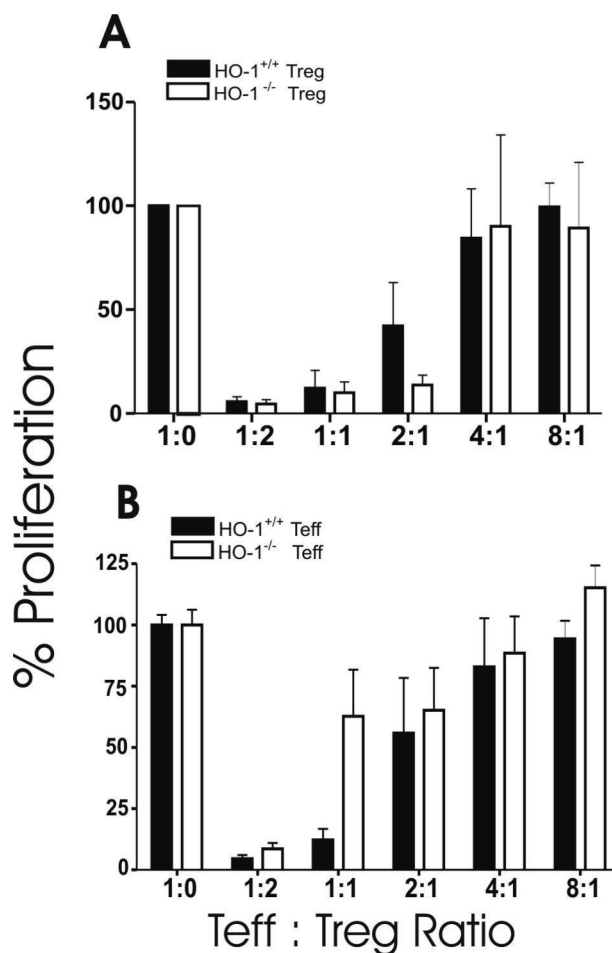 A
HO-1+/+ Treg
HO-1-/- Treg
150
100
50
0
1:0 1:2 1:1 2:1 4:1 8:1
% Proliferation
B
HO-1+/+ Teff
HO-1-/- Teff
125
100
75
50
25
0
1:0 1:2 1:1 2:1 4:1 8:1
Teff : Treg Ratio